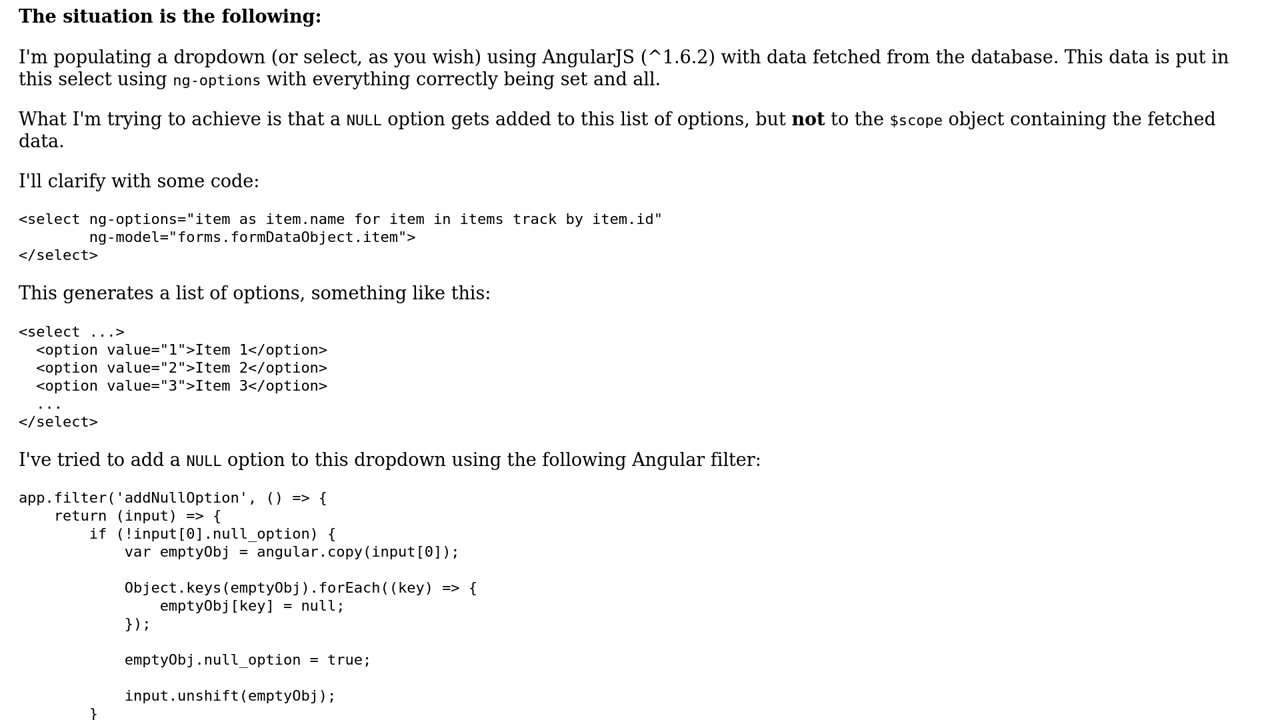 The situation is the following:
I'm populating a dropdown (or select, as you wish) using AngularJS (^1.6.2) with data fetched from the database. This data is put in
this select using ng-options with everything correctly being set and all.
What I'm trying to achieve is that a NULL option gets added to this list of options, but not to the $scope object containing the fetched
data.
I'll clarify with some code:
<select ng-options="item as item.name for item in items track by item.id"
        ng-model="forms.formDataObject.item">
</select>
This generates a list of options, something like this:
<select ...>
  <option value="1">Item 1</option>
  <option value="2">Item 2</option>
  <option value="3">Item 3</option>
  ...
</select>
I've tried to add a NULL option to this dropdown using the following Angular filter:
app.filter('addNullOption', () => {
    return (input) => {
        if (!input[0].null_option) {
            var emptyObj = angular.copy(input[0]);
            Object.keys(emptyObj).forEach((key) => {
                emptyObj[key] = null;
            });
            emptyObj.null_option = true;
            input.unshift(emptyObj);
        }